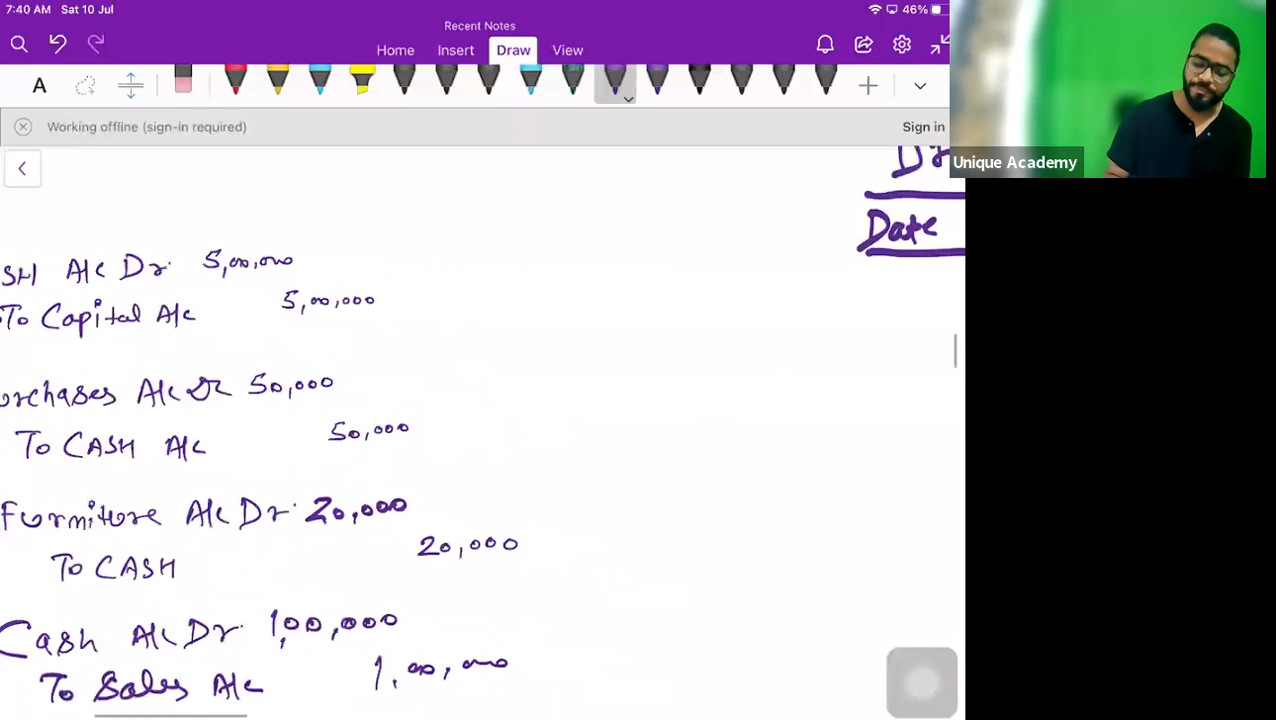 7:40 AM Sat 10 Jul
46%
Recent Notes
Home Insert Draw View
A
Working offline (sign-in required)
Sign in
Unique Academy
Dr
Date
SH A/c Dr. 5,00,000
To Capital A/c 5,00,000
urchases A/c Dr 50,000
To CASH A/c 50,000
Furniture A/c Dr. 20,000
To CASH 20,000
Cash A/c Dr. 1,00,000
To Sales A/c 1,00,000